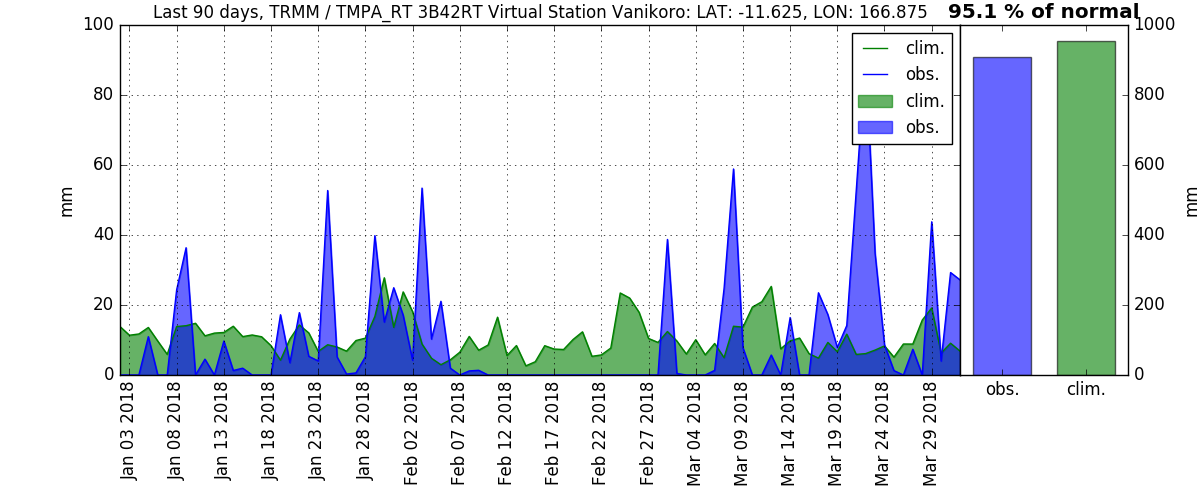 Last 90 days, TRMM / TMPA_RT 3B42RT Virtual Station Vanikoro: LAT: -11.625, LON: 166.875
95.1 % of normal
100
80
60
40
20
0
mm
clim.
obs.
clim.
obs.
1000
800
600
400
200
0
mm
Jan 03 2018
Jan 08 2018
Jan 13 2018
Jan 18 2018
Jan 23 2018
Jan 28 2018
Feb 02 2018
Feb 07 2018
Feb 12 2018
Feb 17 2018
Feb 22 2018
Feb 27 2018
Mar 04 2018
Mar 09 2018
Mar 14 2018
Mar 19 2018
Mar 24 2018
Mar 29 2018
obs.
clim.